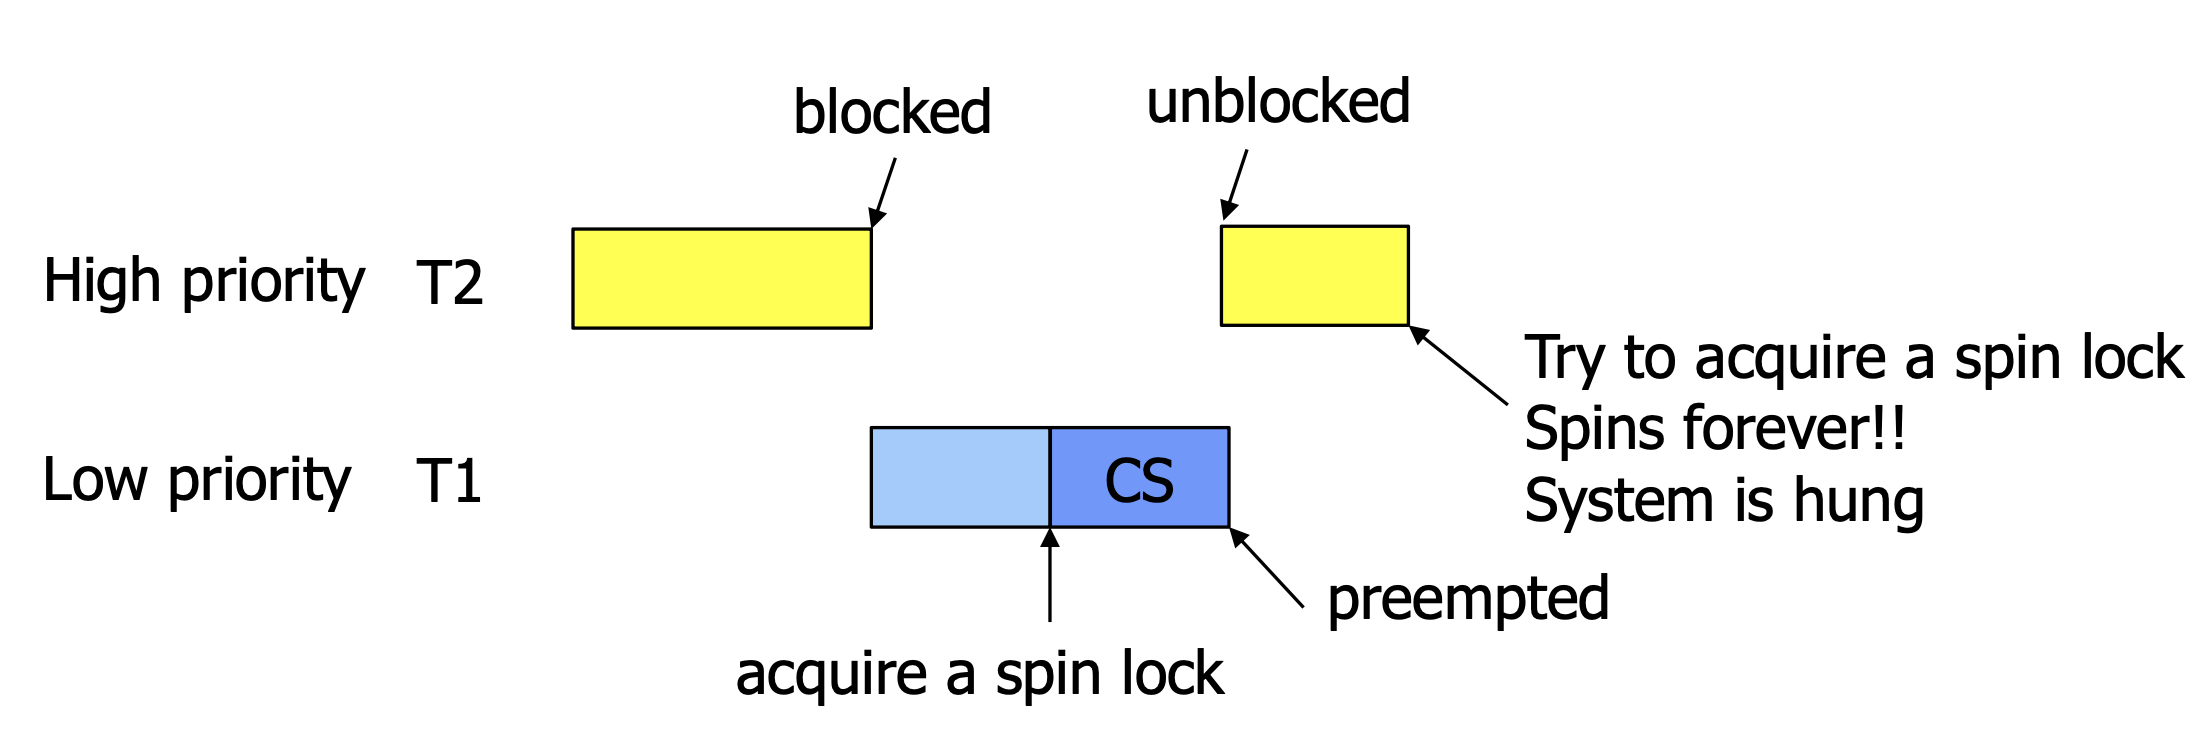 blocked
unblocked
High priority T2
Try to acquire a spin lock
Spins forever!!
System is hung
Low priority T1
CS
preempted
acquire a spin lock